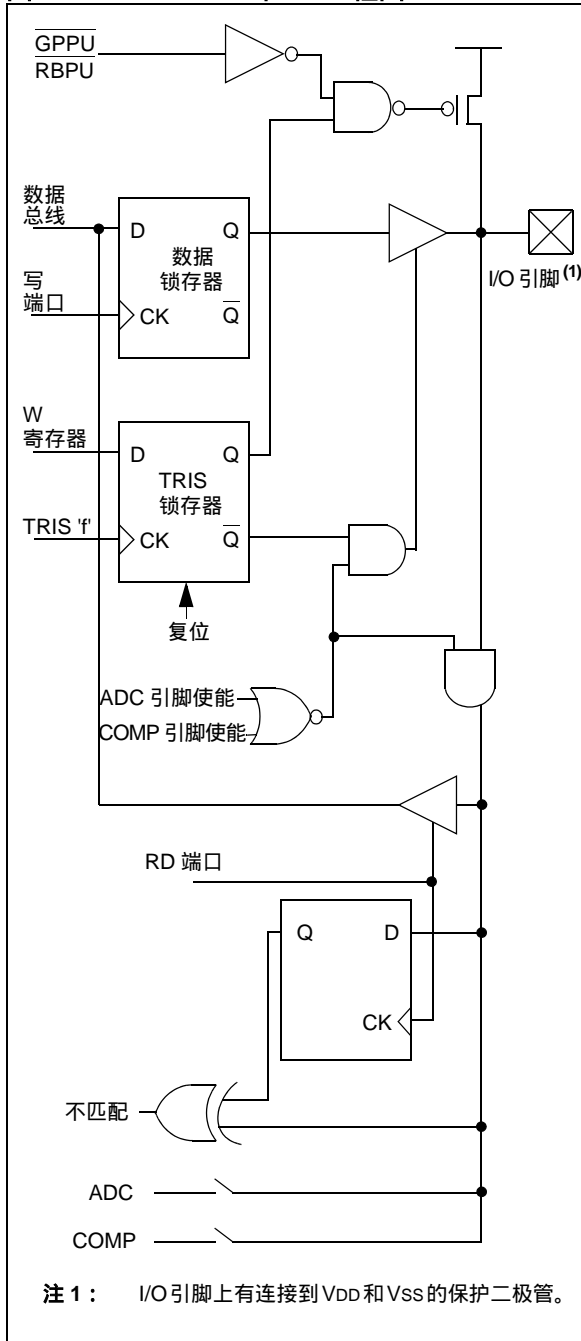 GPPU
RBPU
数据
总线
D Q
数据
锁存器
写
端口
CK Q
I/O 引脚(1)
W
寄存器
D Q
TRIS
锁存器
TRIS 'f'
CK Q
复位
ADC 引脚使能
COMP 引脚使能
RD 端口
Q D
CK
不匹配
ADC
COMP
注 1： I/O引脚上有连接到VDD和VSS的保护二极管。